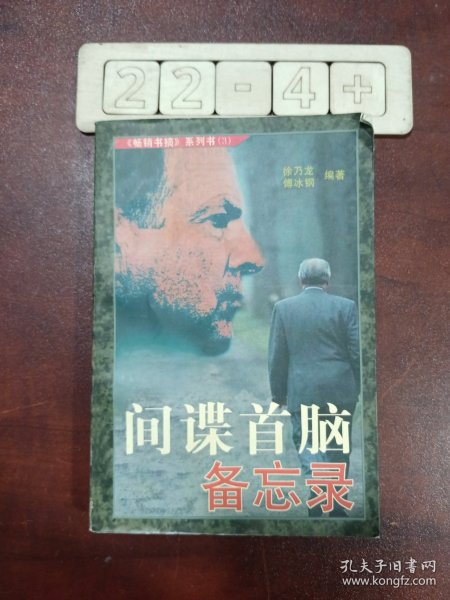 22-4+
《畅销书摘》系列书(3)
徐乃龙
傅冰钢
编著
间谍首脑
备忘录
孔夫子旧书网
www.kongfz.com